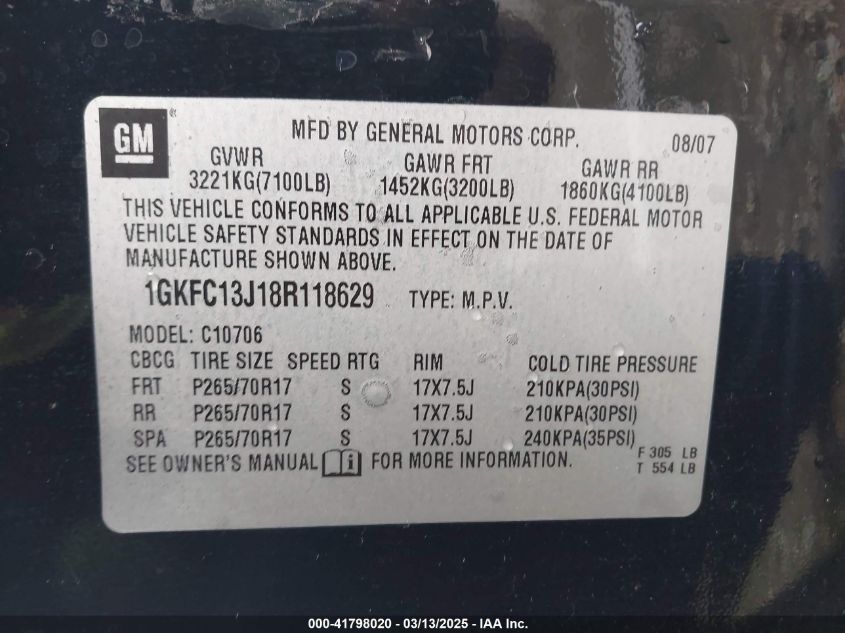 GM ®
MFD BY GENERAL MOTORS CORP. 08/07
GVWR S GAWR FRT GAWR RR
3221KG(7100LB) 1452KG(3200LB) 1860KG(4100LB)
THIS VEHICLE CONFORMS TO ALL APPLICABLE U.S. FEDERAL MOTOR
VEHICLE SAFETY STANDARDS IN EFFECT ON THE DATE OF
MANUFACTURE SHOWN ABOVE.
1GKFC13J18R118629 TYPE: M.P.V.
MODEL: C10706
CBCG TIRE SIZE SPEED RTG RIM COLD TIRE PRESSURE
FRT P265/70R17 S 17X7.5J 210KPA(30PSI)
RR P265/70R17 S 17X7.5J 210KPA(30PSI)
SPA P265/70R17 S 17X7.5J 240KPA(35PSI)
SEE OWNER'S MANUAL i FOR MORE INFORMATION.
F 305 LB
T 554 LB
000-41798020 / 03/13/2025 - IAA Inc.